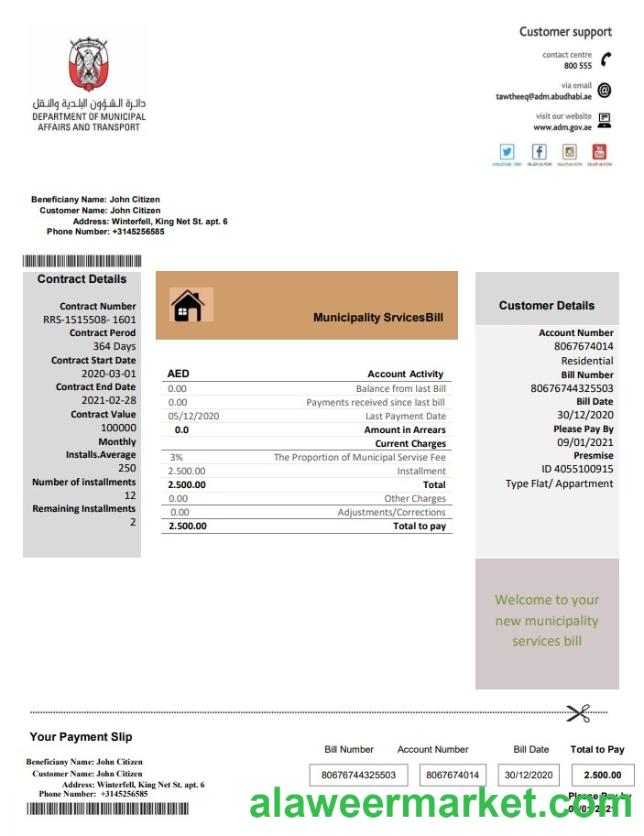 Customer support
contact centre
800 555
via email
tawtheeq@adm.abudhabi.ae
visit our website
www.adm.gov.ae
دائرة الشؤون البلدية والنقل
DEPARTMENT OF MUNICIPAL
AFFAIRS AND TRANSPORT
Beneficiany Name: John Citizen
Customer Name: John Citizen
Address: Winterfell, King Net St. apt. 6
Phone Number: +3145256585
Contract Details
Contract Number
RRS-1515508- 1601
Contract Perod
364 Days
Contract Start Date
2020-03-01
Contract End Date
2021-02-28
Contract Value
100000
Monthly
Installs.Average
250
Number of installments
12
Remaining Installments
2
Municipality SrvicesBill
AED Account Activity
0.00 Balance from last Bill
0.00 Payments received since last bill
05/12/2020 Last Payment Date
0.0 Amount in Arrears
Current Charges
3% The Proportion of Municipal Servise Fee
2.500.00 Installment
2.500.00 Total
0.00 Other Charges
0.00 Adjustments/Corrections
2.500.00 Total to pay
Customer Details
Account Number
8067674014
Residential
Bill Number
80676744325503
Bill Date
30/12/2020
Please Pay By
09/01/2021
Presmise
ID 4055100915
Type Flat/ Appartment
Welcome to your
new municipality
services bill
Your Payment Slip
Beneficiany Name: John Citizen
Customer Name: John Citizen
Address: Winterfell, King Net St. apt. 6
Phone Number: +3145256585
Bill Number Account Number Bill Date Total to Pay
80676744325503 8067674014 30/12/2020 2.500.00
Please Pay by
alaweermarket.com